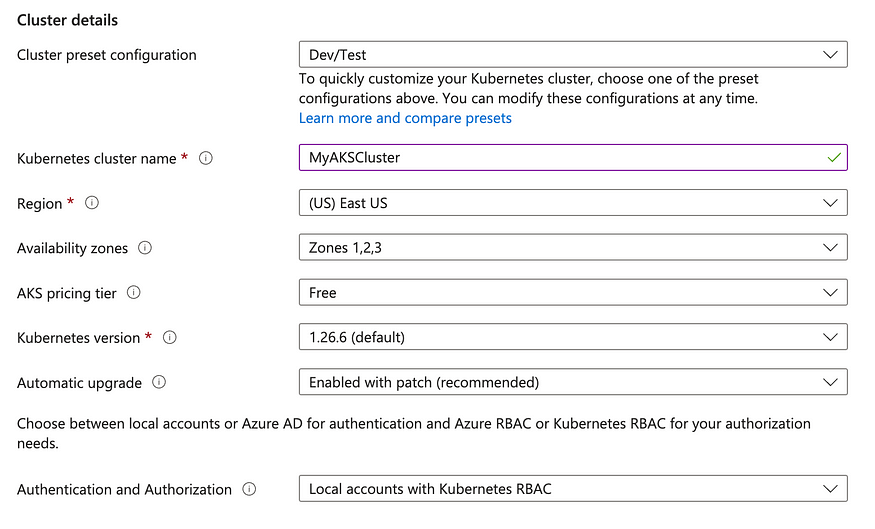 Cluster details
Cluster preset configuration
Dev/Test
To quickly customize your Kubernetes cluster, choose one of the preset
configurations above. You can modify these configurations at any time.
Learn more and compare presets
Kubernetes cluster name *
MyAKSCluster
Region *
(US) East US
Availability zones
Zones 1,2,3
AKS pricing tier
Free
Kubernetes version *
1.26.6 (default)
Automatic upgrade
Enabled with patch (recommended)
Choose between local accounts or Azure AD for authentication and Azure RBAC or Kubernetes RBAC for your authorization
needs.
Authentication and Authorization
Local accounts with Kubernetes RBAC